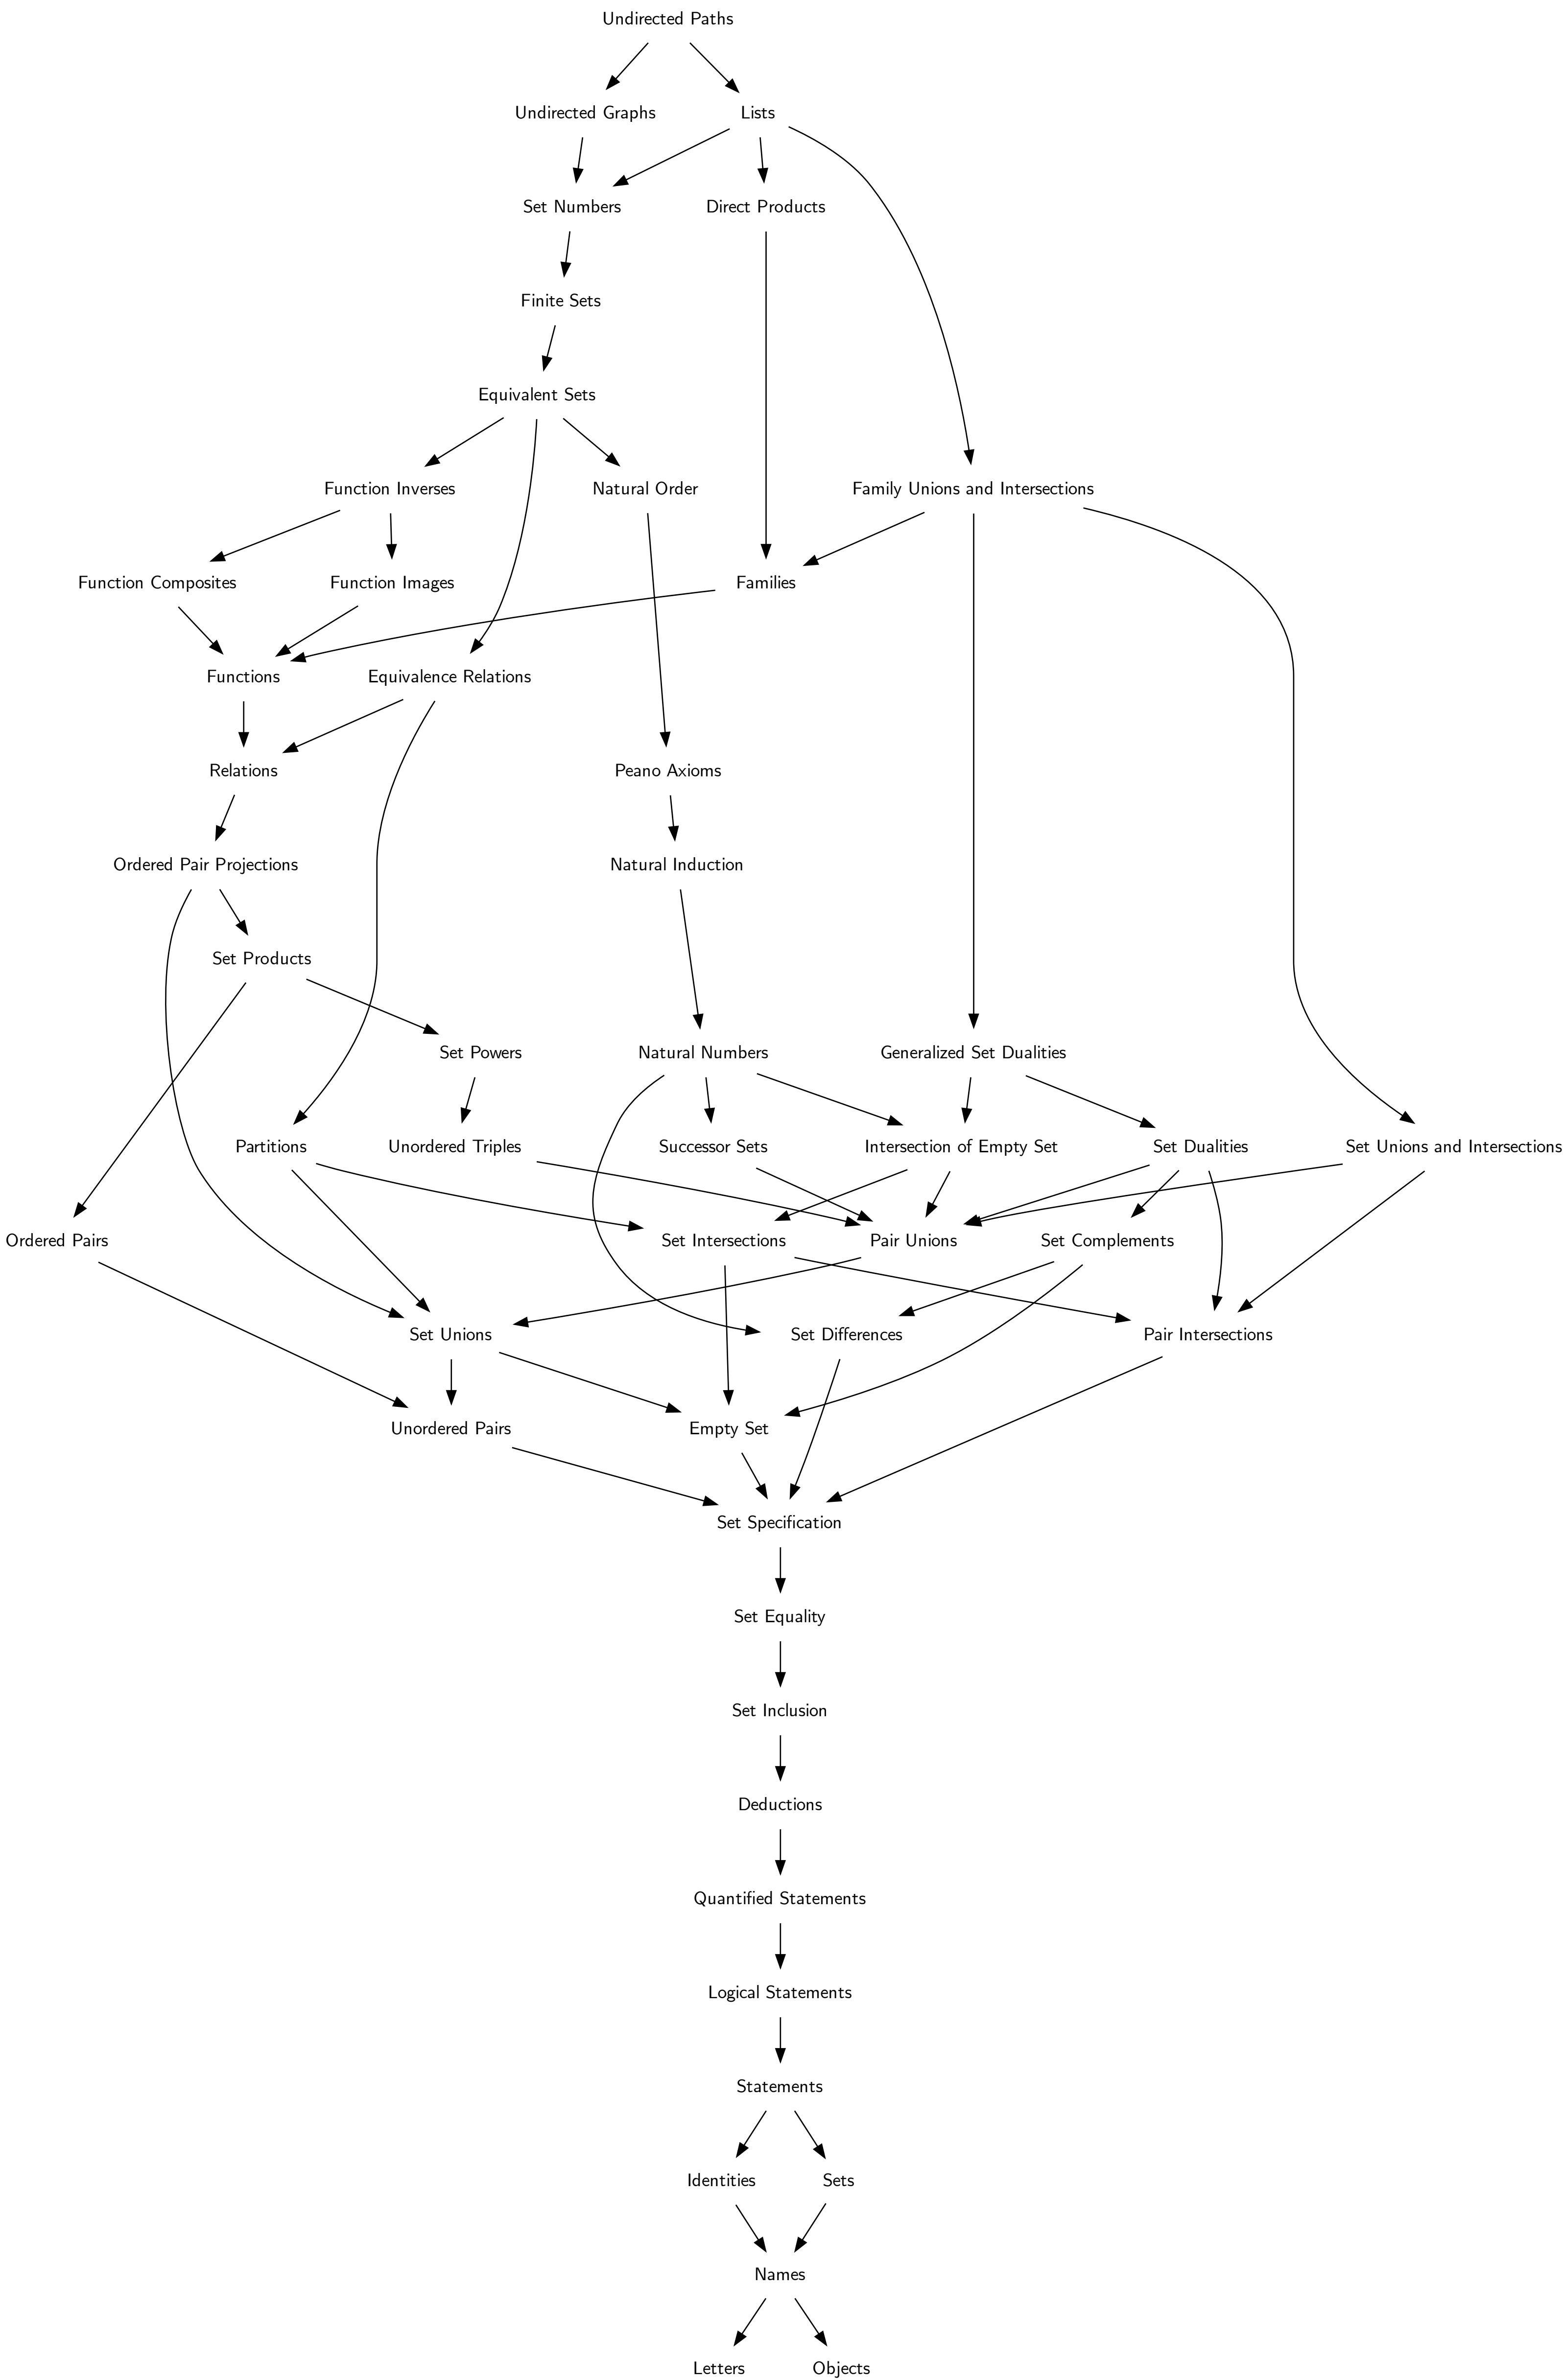 Undirected Paths
Undirected Graphs
Lists
Set Numbers
Direct Products
Finite Sets
Equivalent Sets
Function Inverses
Natural Order
Family Unions and Intersections
Function Composites
Function Images
Families
Functions
Equivalence Relations
Relations
Peano Axioms
Ordered Pair Projections
Natural Induction
Set Products
Set Powers
Natural Numbers
Generalized Set Dualities
Partitions
Unordered Triples
Successor Sets
Intersection of Empty Set
Set Dualities
Set Unions and Intersections
Ordered Pairs
Set Intersections
Pair Unions
Set Complements
Set Unions
Set Differences
Pair Intersections
Unordered Pairs
Empty Set
Set Specification
Set Equality
Set Inclusion
Deductions
Quantified Statements
Logical Statements
Statements
Identities
Sets
Names
Letters
Objects